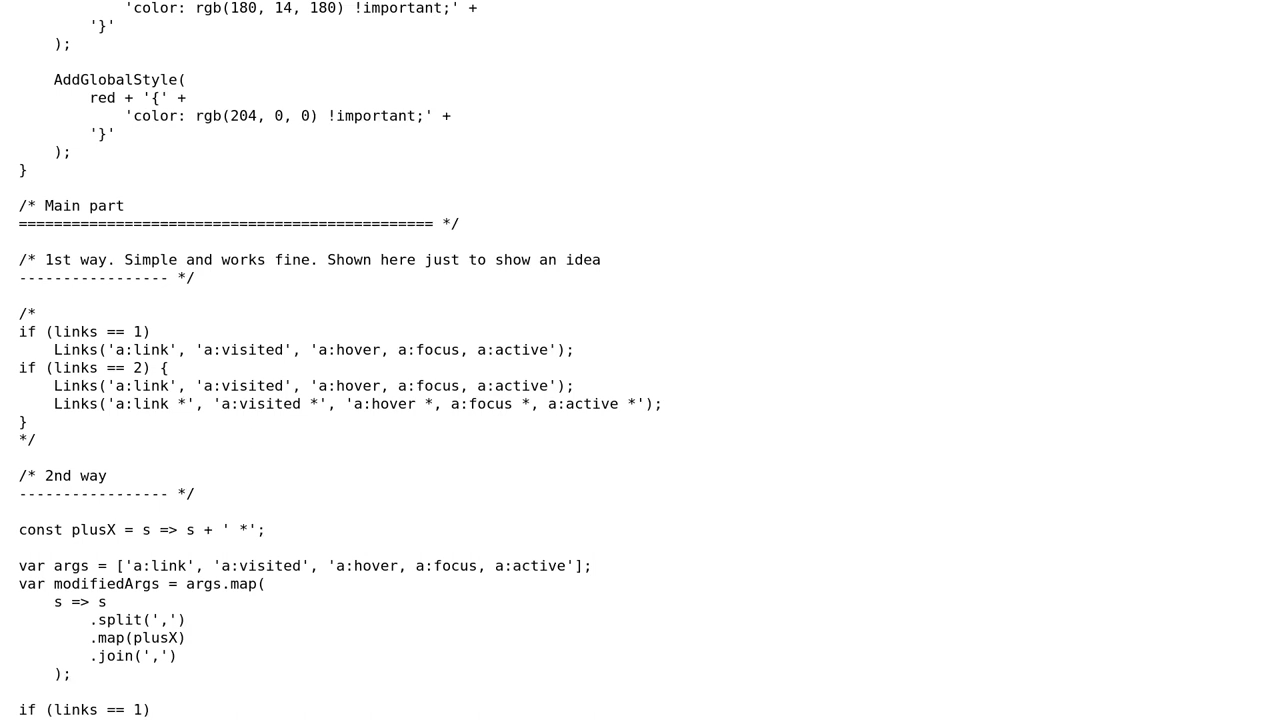 'color: rgb(180, 14, 180) !important;' +
        '}'
    );

    AddGlobalStyle(
        red + '{' +
            'color: rgb(204, 0, 0) !important;' +
        '}'
    );
}

/* Main part
=============================================== */

/* 1st way. Simple and works fine. Shown here just to show an idea
----------------- */

/*
if (links == 1)
    Links('a:link', 'a:visited', 'a:hover, a:focus, a:active');
if (links == 2) {
    Links('a:link', 'a:visited', 'a:hover, a:focus, a:active');
    Links('a:link *', 'a:visited *', 'a:hover *, a:focus *, a:active *');
}
*/

/* 2nd way
----------------- */

const plusX = s => s + ' *';

var args = ['a:link', 'a:visited', 'a:hover, a:focus, a:active'];
var modifiedArgs = args.map(
    s => s
        .split(',')
        .map(plusX)
        .join(',')
    );

if (links == 1)